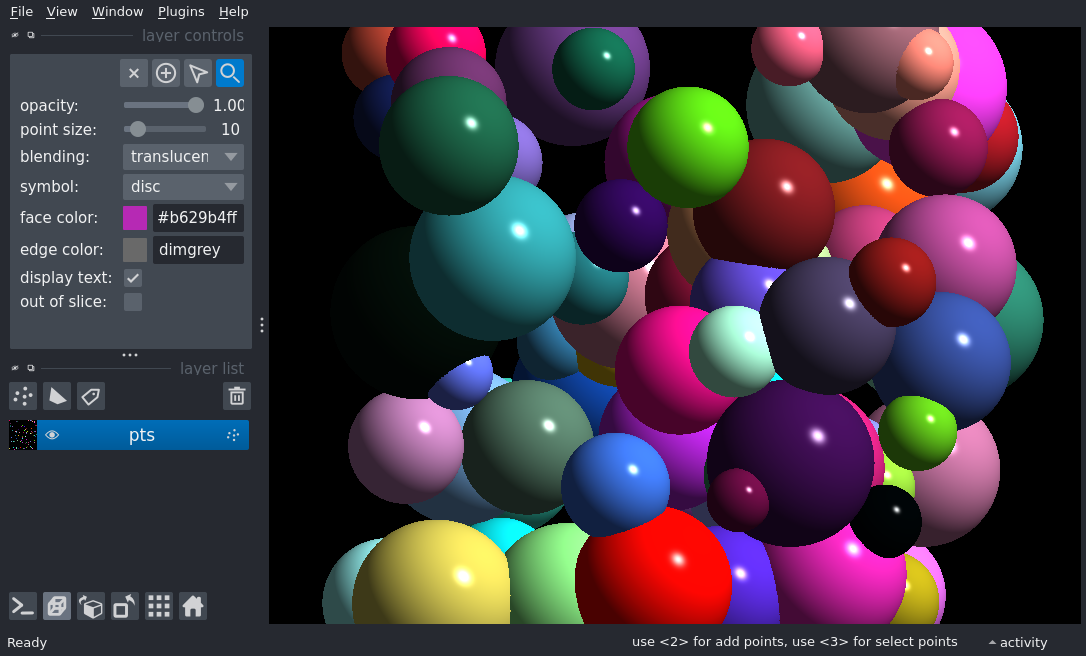 File View Window Plugins Help
layer controls
opacity: 1.00
point size: 10
blending: translucen
symbol: disc
face color: #b629b4ff
edge color: dimgrey
display text:
out of slice:
layer list
pts
Ready
use <2> for add points, use <3> for select points
activity